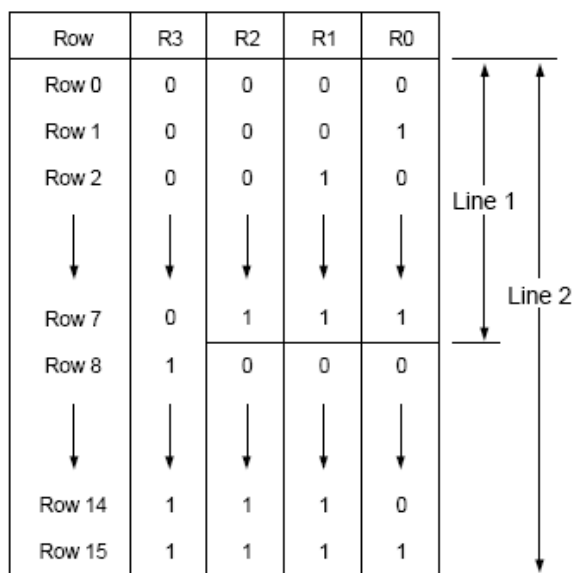 Row R3 R2 R1 R0
Row 0 0 0 0 0
Row 1 0 0 0 1
Row 2 0 0 1 0
Line 1
Line 2
Row 7 0 1 1 1
Row 8 1 0 0 0
Row 14 1 1 1 0
Row 15 1 1 1 1